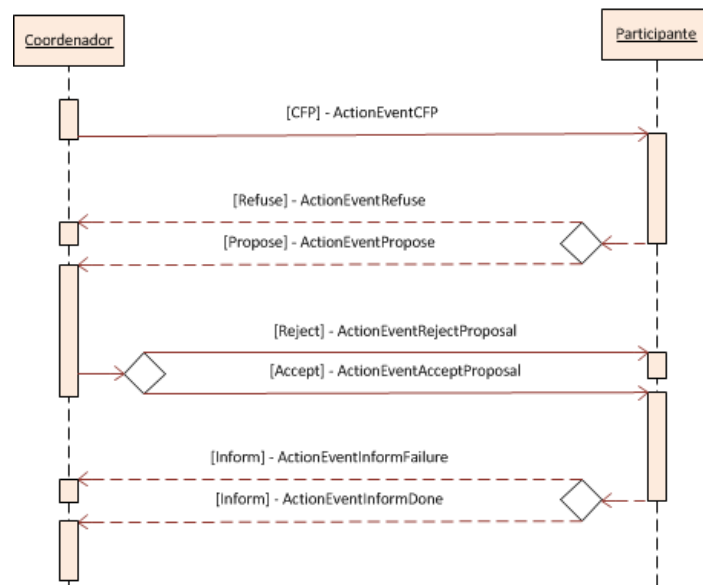 Coordenador
Participante
[CFP] - ActionEventCFP
[Refuse] - ActionEventRefuse
[Propose] - ActionEventPropose
[Reject] - ActionEventRejectProposal
[Accept] - ActionEventAcceptProposal
[Inform] - ActionEventInformFailure
[Inform] - ActionEventInformDone